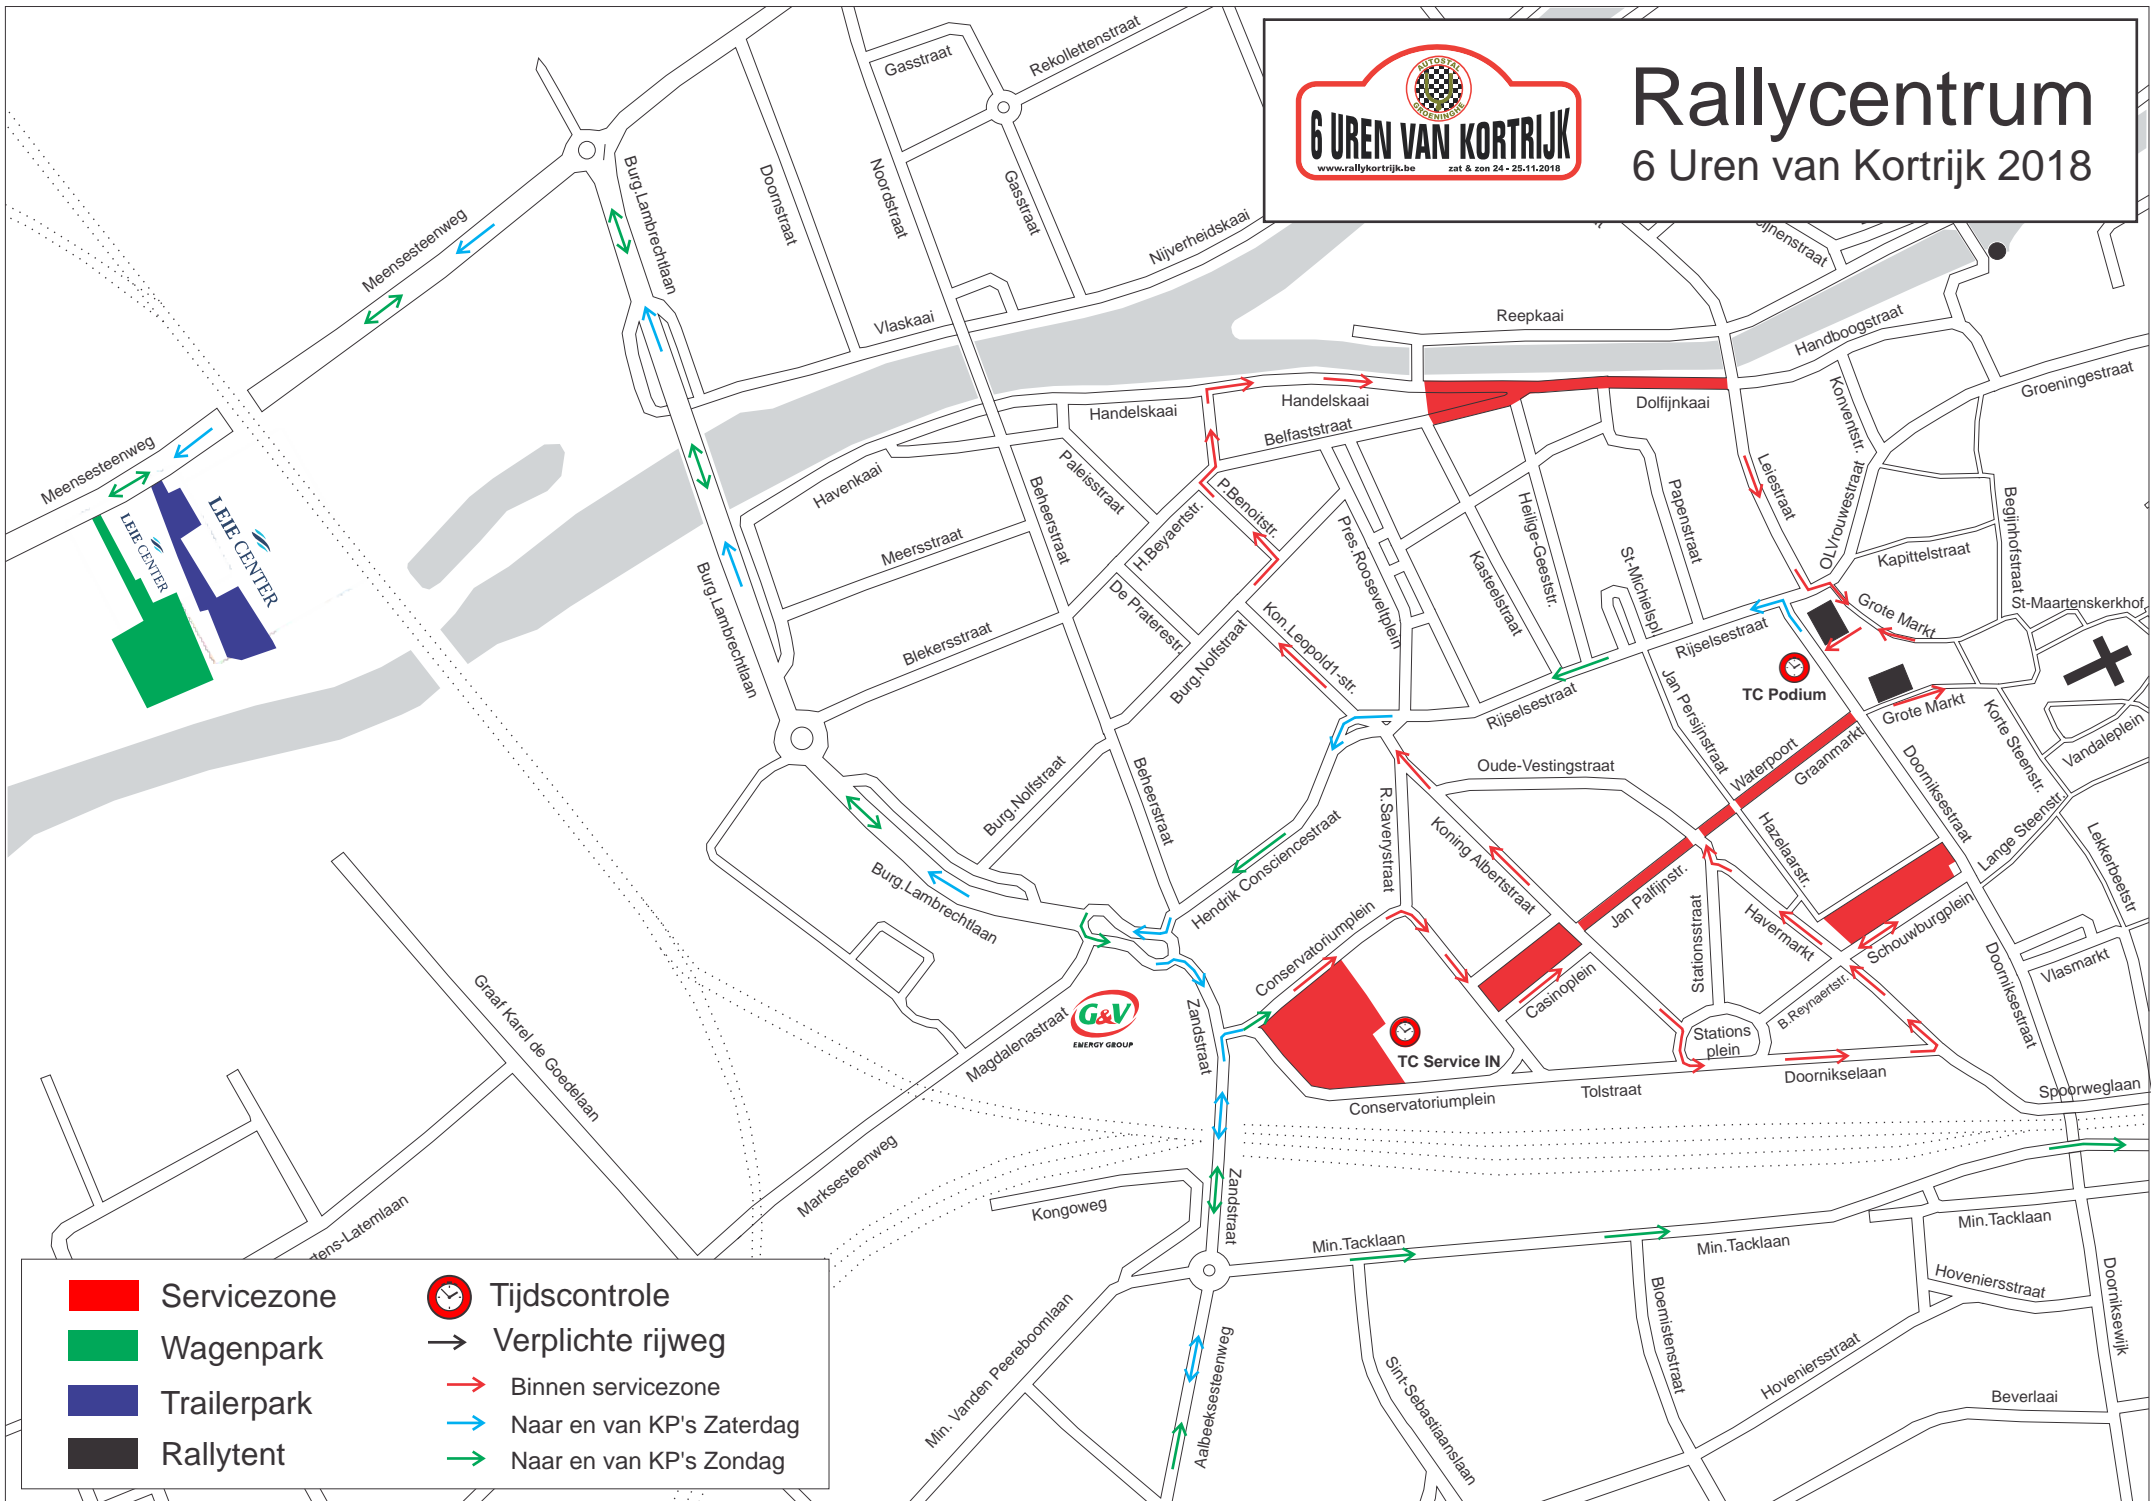 Rallycentrum
6 Uren van Kortrijk 2018
AUTOSTAL
GROENINGHE
6 UREN VAN KORTRIJK
www.rallykortrijk.be zat & zon 24 - 25.11.2018
Gasstraat
Rekollettenstraat
Burg.Lambrechtlaan
Doornstraat
Noordstraat
Gasstraat
Nijverheidskaai
Meensesteenweg
Vlaskaai
Reepkaai
Handboogstraat
Groeningestraat
Konventstr.
Handelskaai
Handelskaai
Dolfijnkaai
Belfaststraat
Meensesteenweg
LEIE CENTER
LEIE CENTER
Havenkaai
Paleisstraat
Beheerstraat
H.Beyaertstr.
P.Benoitstr.
Pres.Rooseveltplein
Kasteelstraat
Heilige-Geeststr.
St-Michielspl.
Papenstraat
Leiestraat
OLVrouwestraat
Begijnhofstraat
Kapittelstraat
St-Maartenskerkhof
Meersstraat
Burg.Lambrechtlaan
De Praterestr.
Kon.Leopold1-str.
Rijselsestraat
Grote Markt
Blekersstraat
Burg.Nolfstraat
Rijselsestraat
Jan Persijnstraat
TC Podium
Grote Markt
Korte Steenstr.
Vandaleplein
Burg.Nolfstraat
Beheerstraat
Oude-Vestingstraat
Waterpoort
Graanmarkt
Doorniksestraat
R.Saverystraat
Koning Albertstraat
Hazelaarstr.
Lange Steenstr.
Lekkerbeetstr
Hendrik Consciencestraat
Burg.Lambrechtlaan
Conservatoriumplein
Jan Palfijnstr.
Stationsstraat
Havermarkt
Schouwburgplein
Casinoplein
Vlasmarkt
Doorniksestraat
Graaf Karel de Goedelaan
Magdalenastraat
G&V
ENERGY GROUP
Zandstraat
TC Service IN
Stations
plein
B.Reynaertstr.
Doornikselaan
Tolstraat
Conservatoriumplein
Spoorweglaan
Marksesteenweg
Kongoweg
Zandstraat
Min.Tacklaan
Min.Tacklaan
Min.Tacklaan
Hoveniersstraat
Doorniksewijk
Bloemistenstraat
Hoveniersstraat
Beverlaai
Sint-Sebastiaanslaan
Aalbeeksesteenweg
Min. Vanden Peereboomlaan
Servicezone
Wagenpark
Trailerpark
Rallytent
Tijdscontrole
Verplichte rijweg
Binnen servicezone
Naar en van KP's Zaterdag
Naar en van KP's Zondag